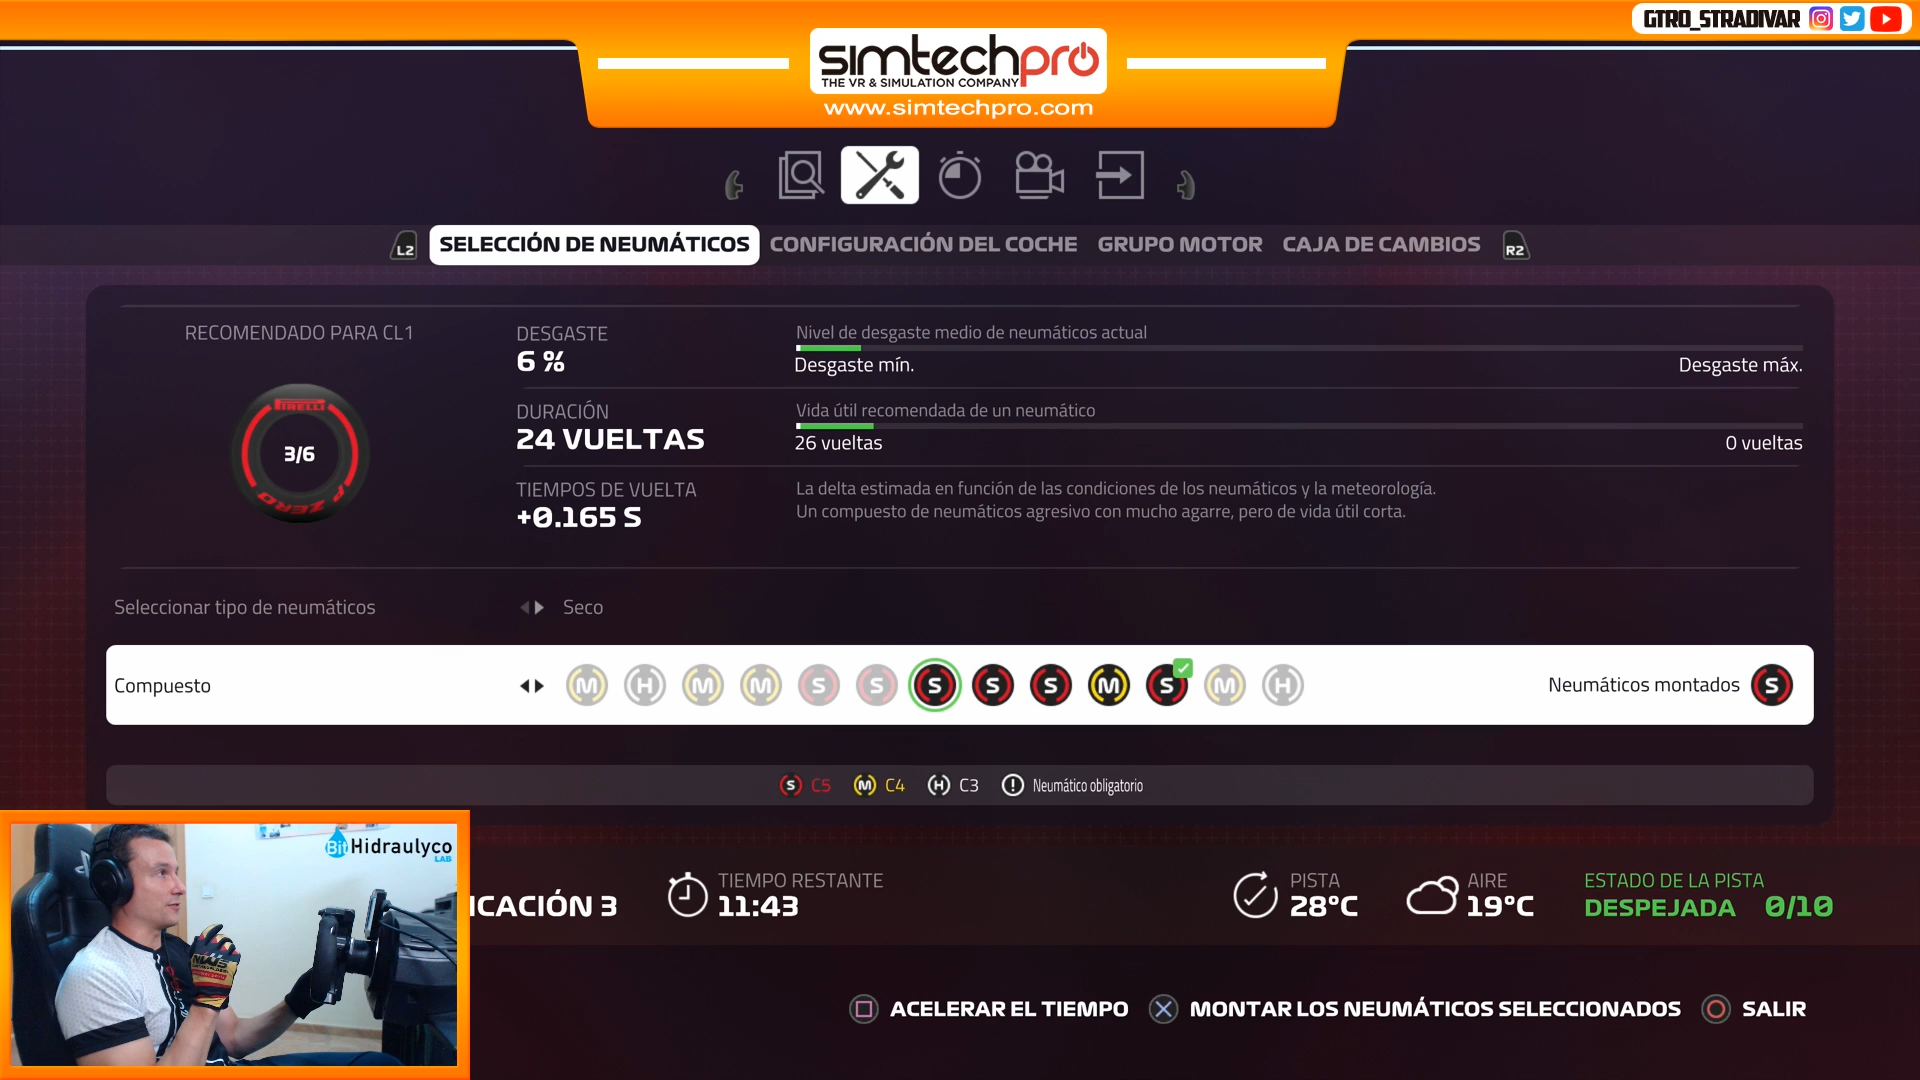 GTRO_STRADIVAR
simtechpro
THE VR & SIMULATION COMPANY
www.simtechpro.com
L2
SELECCIÓN DE NEUMÁTICOS
CONFIGURACIÓN DEL COCHE
GRUPO MOTOR
CAJA DE CAMBIOS
R2
RECOMENDADO PARA CL1
PIRELLI
3/6
P ZERO
DESGASTE
6 %
Nivel de desgaste medio de neumáticos actual
Desgaste mín.
Desgaste máx.
DURACIÓN
24 VUELTAS
Vida útil recomendada de un neumático
26 vueltas
0 vueltas
TIEMPOS DE VUELTA
+0.165 S
La delta estimada en función de las condiciones de los neumáticos y la meteorología.
Un compuesto de neumáticos agresivo con mucho agarre, pero de vida útil corta.
Seleccionar tipo de neumáticos
Seco
Compuesto
M H M M S S S S S M S M H
Neumáticos montados S
S C5 M C4 H C3 ! Neumático obligatorio
BitHidraulyco
LAB
ICACIÓN 3
TIEMPO RESTANTE
11:43
PISTA
28°C
AIRE
19°C
ESTADO DE LA PISTA
DESPEJADA 0/10
NWS
ACELERAR EL TIEMPO
MONTAR LOS NEUMÁTICOS SELECCIONADOS
SALIR